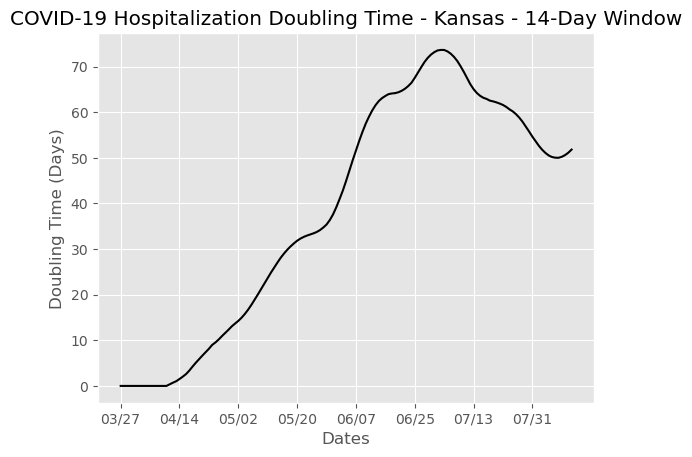 COVID-19 Hospitalization Doubling Time - Kansas - 14-Day Window
Doubling Time (Days)
70
60
50
40
30
20
10
0
03/27 04/14 05/02 05/20 06/07 06/25 07/13 07/31
Dates